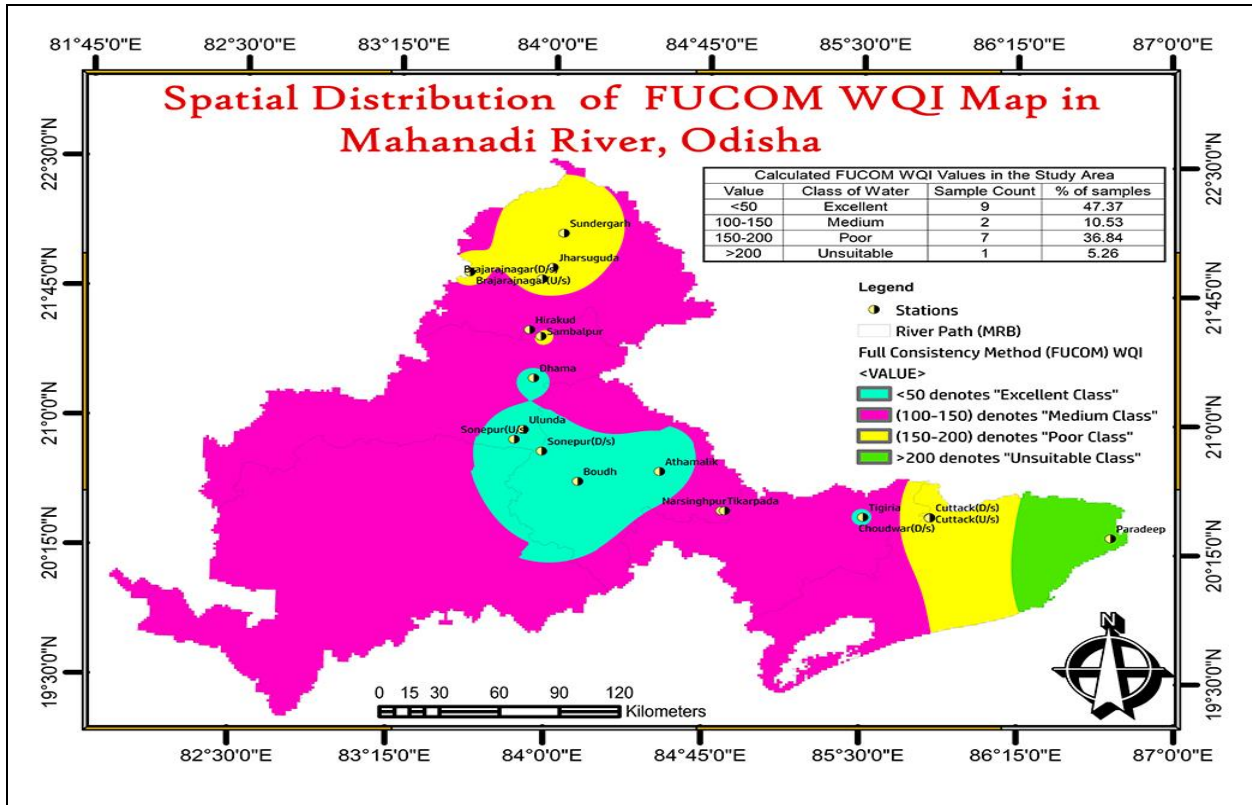 81°45'0"E 82°30'0"E 83°15'0"E 84°0'0"E 84°45'0"E 85°30'0"E 86°15'0"E 87°0'0"E
Spatial Distribution of FUCOM WQI Map in
Mahanadi River, Odisha
22°30'0"N
21°45'0"N
21°0'0"N
20°15'0"N
19°30'0"N
22°30'0"N
21°45'0"N
21°0'0"N
20°15'0"N
19°30'0"N
Calculated FUCOM WQI Values in the Study Area
Value Class of Water Sample Count % of samples
<50 Excellent 9 47.37
100-150 Medium 2 10.53
150-200 Poor 7 36.84
>200 Unsuitable 1 5.26
Legend
Stations
River Path (MRB)
Full Consistency Method (FUCOM) WQI
<VALUE>
<50 denotes "Excellent Class"
(100-150) denotes "Medium Class"
(150-200) denotes "Poor Class"
>200 denotes "Unsuitable Class"
Sundergarh
Jharsuguda
Brajarajnagar(D/s)
Brajarajnagar(U/s)
Hirakud
Sambalpur
Dhama
Ulunda
Sonepur(U/s)
Sonepur(D/s)
Boudh
Athamalik
Narsinghpur Tikarpada
Tigiria
Choudwar(D/s)
Cuttack(D/s)
Cuttack(U/s)
Paradeep
N
0 15 30 60 90 120
Kilometers
82°30'0"E 83°15'0"E 84°0'0"E 84°45'0"E 85°30'0"E 86°15'0"E 87°0'0"E